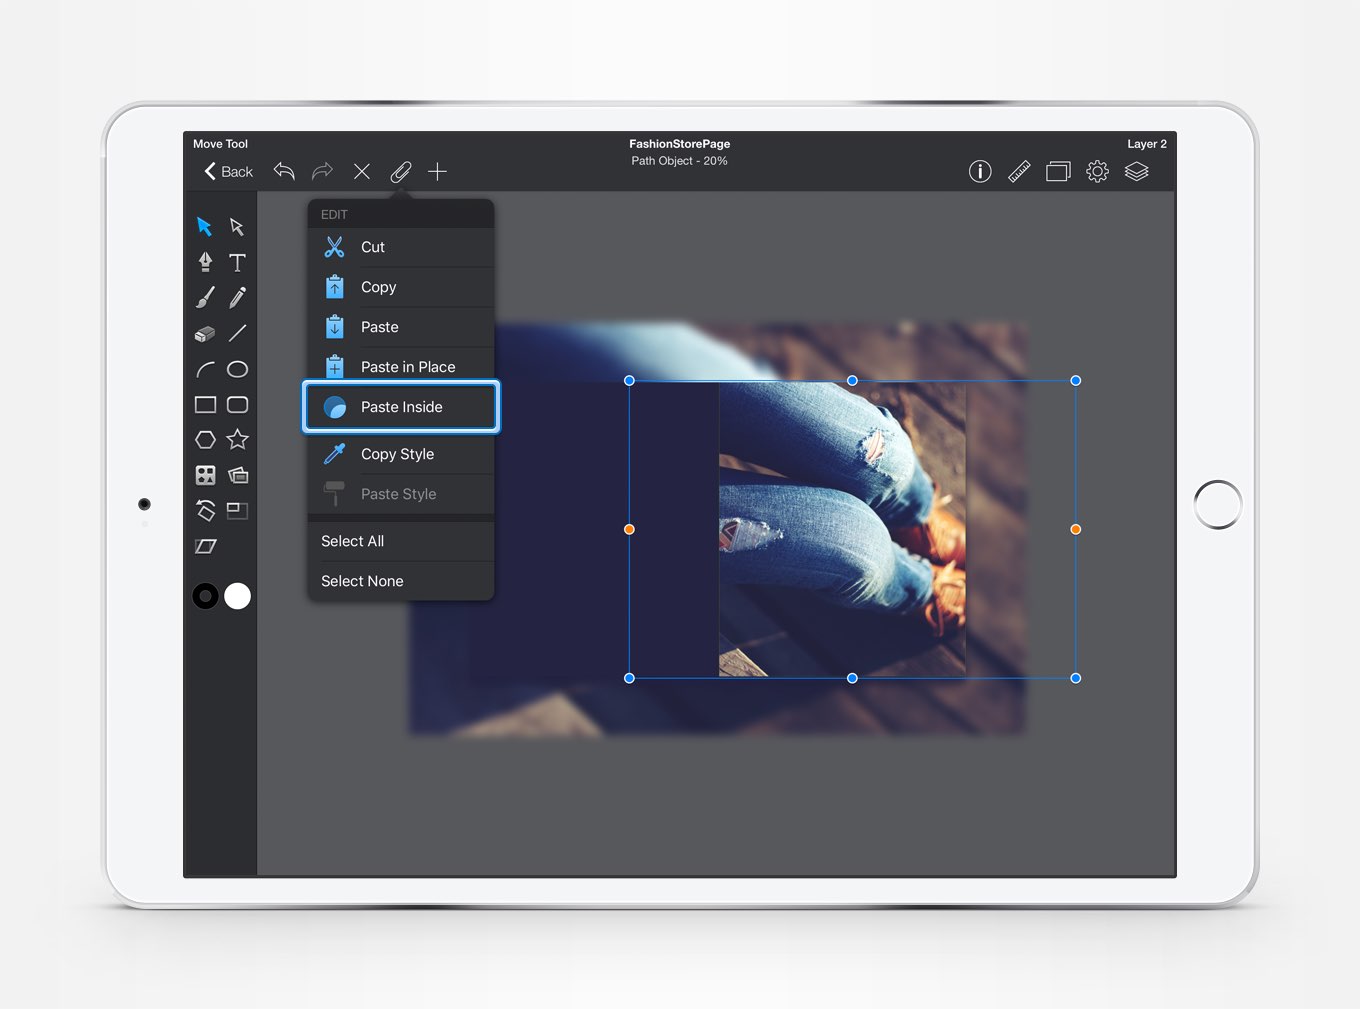 Move Tool
FashionStorePage
Layer 2
Back
Path Object - 20%
EDIT
Cut
Copy
Paste
Paste in Place
Paste Inside
Copy Style
Paste Style
Select All
Select None